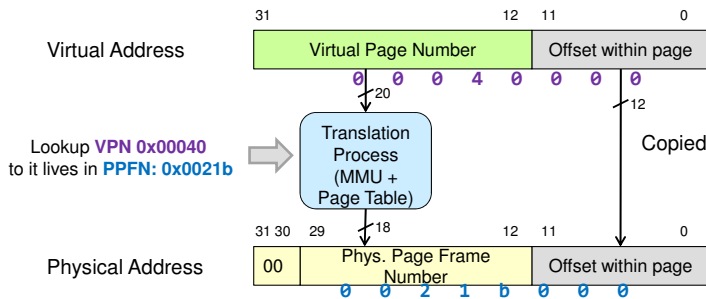 31 12 11 0
Virtual Address
Virtual Page Number
Offset within page
0 0 0 4 0 0 0 0
20
12
Lookup VPN 0x00040
to it lives in PPFN: 0x0021b
Translation
Process
(MMU +
Page Table)
Copied
18
31 30 29 12 11 0
Physical Address
00
Phys. Page Frame
Number
Offset within page
0 0 2 1 b 0 0 0